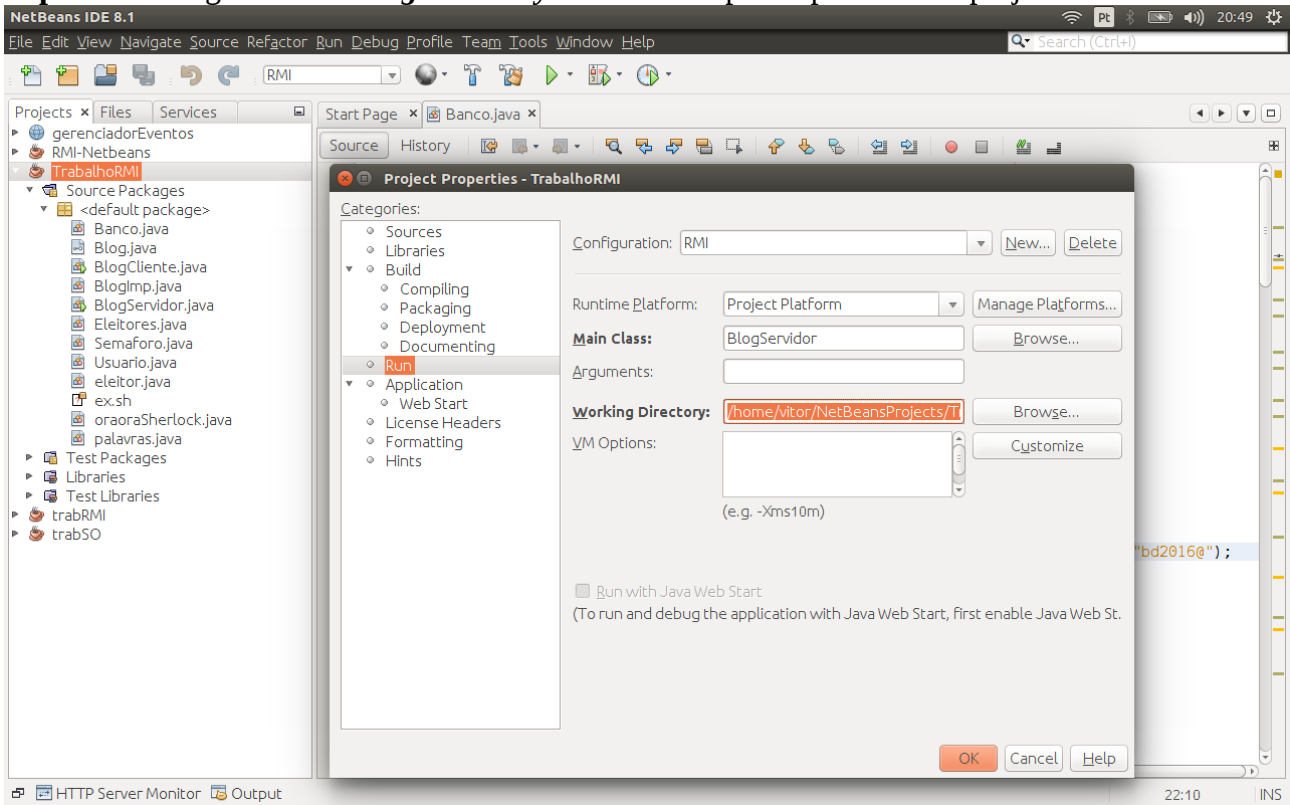 NetBeans IDE 8.1 Pt 20:49
File Edit View Navigate Source Refactor Run Debug Profile Team Tools Window Help Search (Ctrl+I)
RMI
Projects Files Services
Start Page Banco.java
Source History
gerenciadorEventos
RMI-Netbeans
TrabalhoRMI
Source Packages
<default package>
Banco.java
Blog.java
BlogCliente.java
BlogImp.java
BlogServidor.java
Eleitores.java
Semaforo.java
Usuario.java
eleitor.java
ex.sh
oraoraSherlock.java
palavras.java
Test Packages
Libraries
Test Libraries
trabRMI
trabSO
Project Properties - TrabalhoRMI
Categories:
Sources
Libraries
Build
Compiling
Packaging
Deployment
Documenting
Run
Application
Web Start
License Headers
Formatting
Hints
Configuration: RMI New... Delete
Runtime Platform: Project Platform Manage Platforms...
Main Class: BlogServidor Browse...
Arguments:
Working Directory: /home/vitor/NetBeansProjects/T Browse...
VM Options: Customize
(e.g. -Xms10m)
Run with Java Web Start
(To run and debug the application with Java Web Start, first enable Java Web St.
OK Cancel Help
"bd2016@");
HTTP Server Monitor Output 22:10 INS